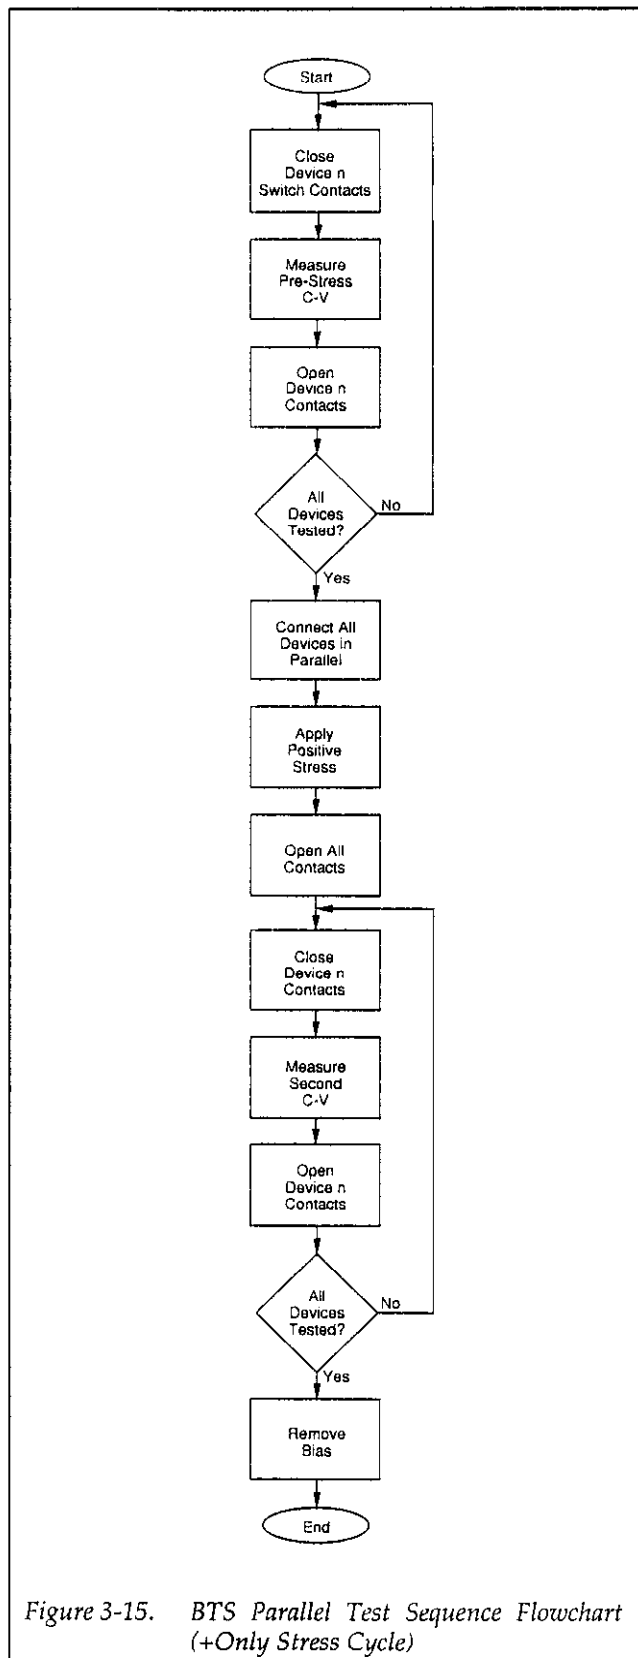 Start
Close
Device n
Switch Contacts
Measure
Pre-Stress
C-V
Open
Device n
Contacts
All
Devices
Tested?
No
Yes
Connect All
Devices in
Parallel
Apply
Positive
Stress
Open All
Contacts
Close
Device n
Contacts
Measure
Second
C-V
Open
Device n
Contacts
All
Devices
Tested?
No
Yes
Remove
Bias
End
Figure 3-15. BTS Parallel Test Sequence Flowchart
(+Only Stress Cycle)